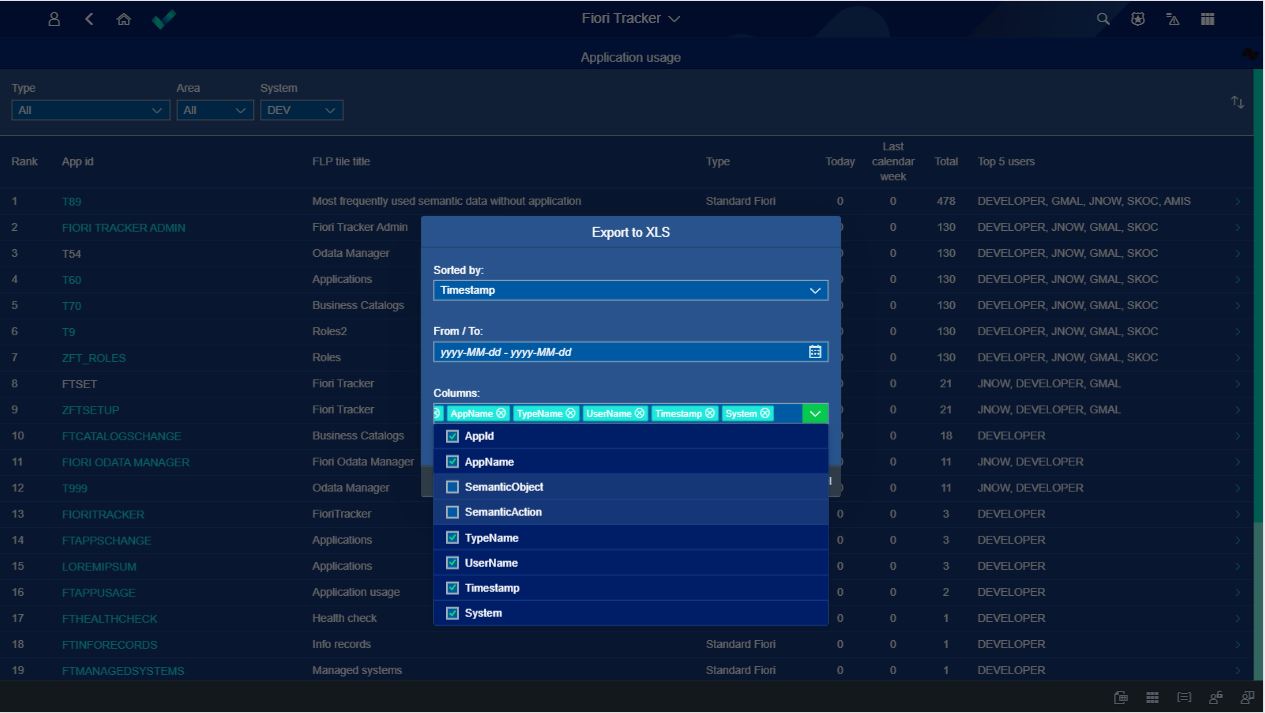 Fiori Tracker
Application usage
Type Area System
All All DEV
Rank App id FLP tile title Type Today Last calendar week Total Top 5 users
1 T89 Most frequently used semantic data without application Standard Fiori 0 0 478 DEVELOPER, GMAL, JNOW, SKOC, AMIS
2 FIORI TRACKER ADMIN Fiori Tracker Admin 0 130 DEVELOPER, JNOW, GMAL, SKOC
3 T54 Odata Manager 0 130 DEVELOPER, JNOW, GMAL, SKOC
4 T60 Applications 0 130 DEVELOPER, JNOW, GMAL, SKOC
5 T70 Business Catalogs 0 130 DEVELOPER, JNOW, GMAL, SKOC
6 T9 Roles2 0 130 DEVELOPER, JNOW, GMAL, SKOC
7 ZFT_ROLES Roles 0 130 DEVELOPER, JNOW, GMAL, SKOC
8 FTSET Fiori Tracker 0 21 JNOW, DEVELOPER, GMAL
9 ZFTSETUP Fiori Tracker 0 21 JNOW, DEVELOPER, GMAL
10 FTCATALOGSCHANGE Business Catalogs 0 18 DEVELOPER
11 FIORI ODATA MANAGER Fiori Odata Manager 0 11 JNOW, DEVELOPER
12 T999 Odata Manager 0 11 JNOW, DEVELOPER
13 FIORITRACKER FioriTracker 0 0 3 DEVELOPER
14 FTAPPSCHANGE Applications 0 0 3 DEVELOPER
15 LOREMIPSUM Applications 0 0 3 DEVELOPER
16 FTAPPUSAGE Application usage 0 0 2 DEVELOPER
17 FTHEALTHCHECK Health check 0 0 1 DEVELOPER
18 FTINFORECORDS Info records Standard Fiori 0 0 1 DEVELOPER
19 FTMANAGEDSYSTEMS Managed systems Standard Fiori 0 0 1 DEVELOPER
Export to XLS
Sorted by:
Timestamp
From / To:
yyyy-MM-dd - yyyy-MM-dd
Columns:
AppName TypeName UserName Timestamp System
AppId
AppName
SemanticObject
SemanticAction
TypeName
UserName
Timestamp
System